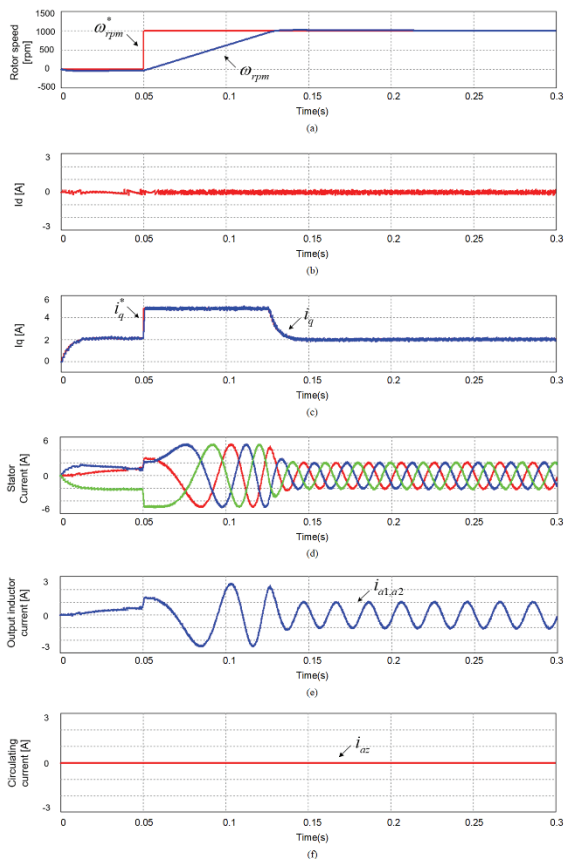 Rotor speed
[rpm]
1500
1000
500
0
-500
ω*rpm
ωrpm
0 0.05 0.1 0.15 0.2 0.25 0.3
Time(s)
(a)
Id [A]
3
0
-3
0 0.05 0.1 0.15 0.2 0.25 0.3
Time(s)
(b)
Iq [A]
6
4
2
0
i*q
iq
0 0.05 0.1 0.15 0.2 0.25 0.3
Time(s)
(c)
Stator
Current [A]
6
0
-6
0 0.05 0.1 0.15 0.2 0.25 0.3
Time(s)
(d)
Output inductor
current [A]
3
0
-3
ia1,a2
0 0.05 0.1 0.15 0.2 0.25 0.3
Time(s)
(e)
Circulating
current [A]
3
0
-3
iaz
0 0.05 0.1 0.15 0.2 0.25 0.3
Time(s)
(f)